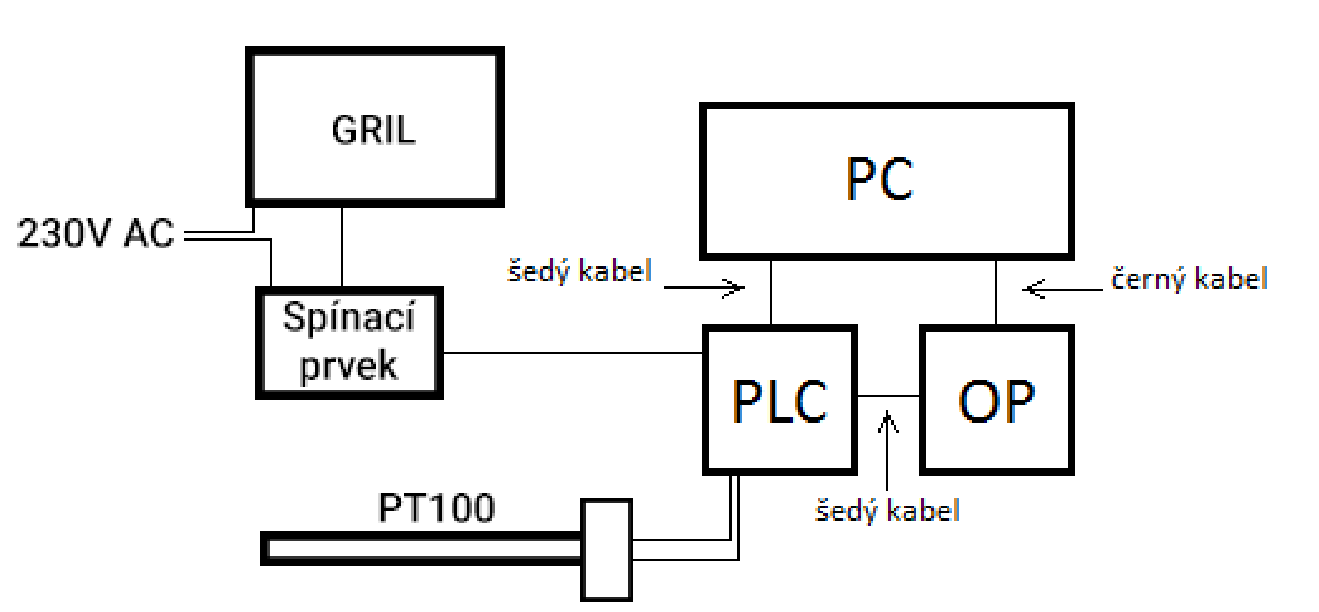 GRIL
PC
230V AC
šedý kabel
černý kabel
Spínací
prvek
PLC
OP
PT100
šedý kabel